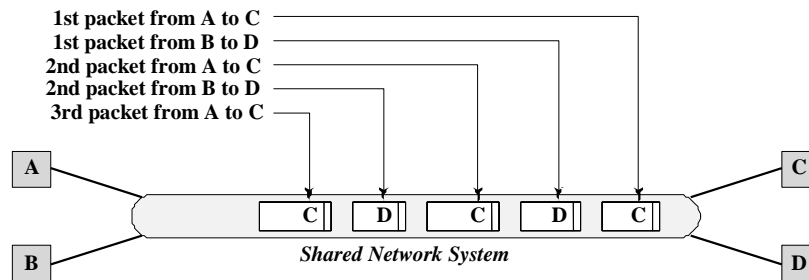 1st packet from A to C
1st packet from B to D
2nd packet from A to C
2nd packet from B to D
3rd packet from A to C
A
C
C D C D C
B
Shared Network System
D